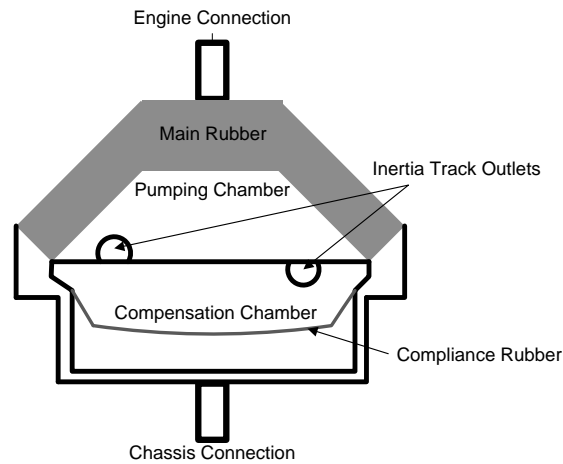 Engine Connection
Main Rubber
Inertia Track Outlets
Pumping Chamber
Compensation Chamber
Compliance Rubber
Chassis Connection